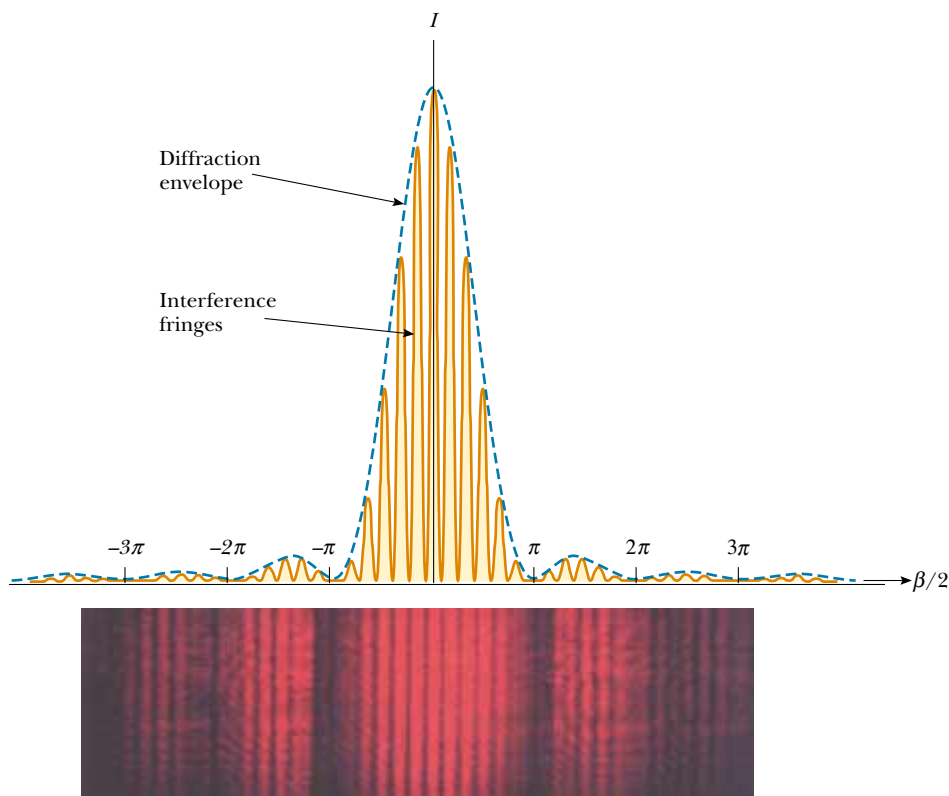 I
Diffraction
envelope
Interference
fringes
−3π −2π −π π 2π 3π
β/2